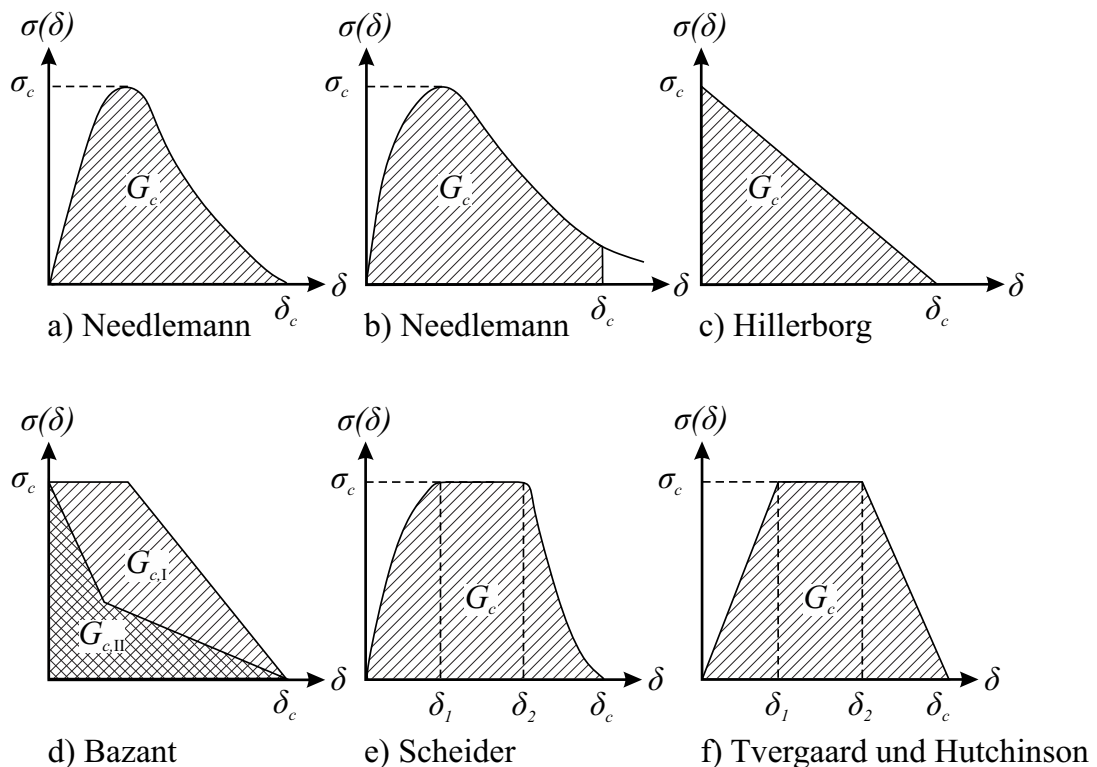 σ(δ) σ(δ) σ(δ)
σc σc σc
Gc Gc Gc
δ δ δ
δc δc δc
a) Needlemann b) Needlemann c) Hillerborg
σ(δ) σ(δ) σ(δ)
σc σc σc
Gc,I
Gc Gc
Gc,II
δ δ δ
δc δ1 δ2 δc δ1 δ2 δc
d) Bazant e) Scheider f) Tvergaard und Hutchinson